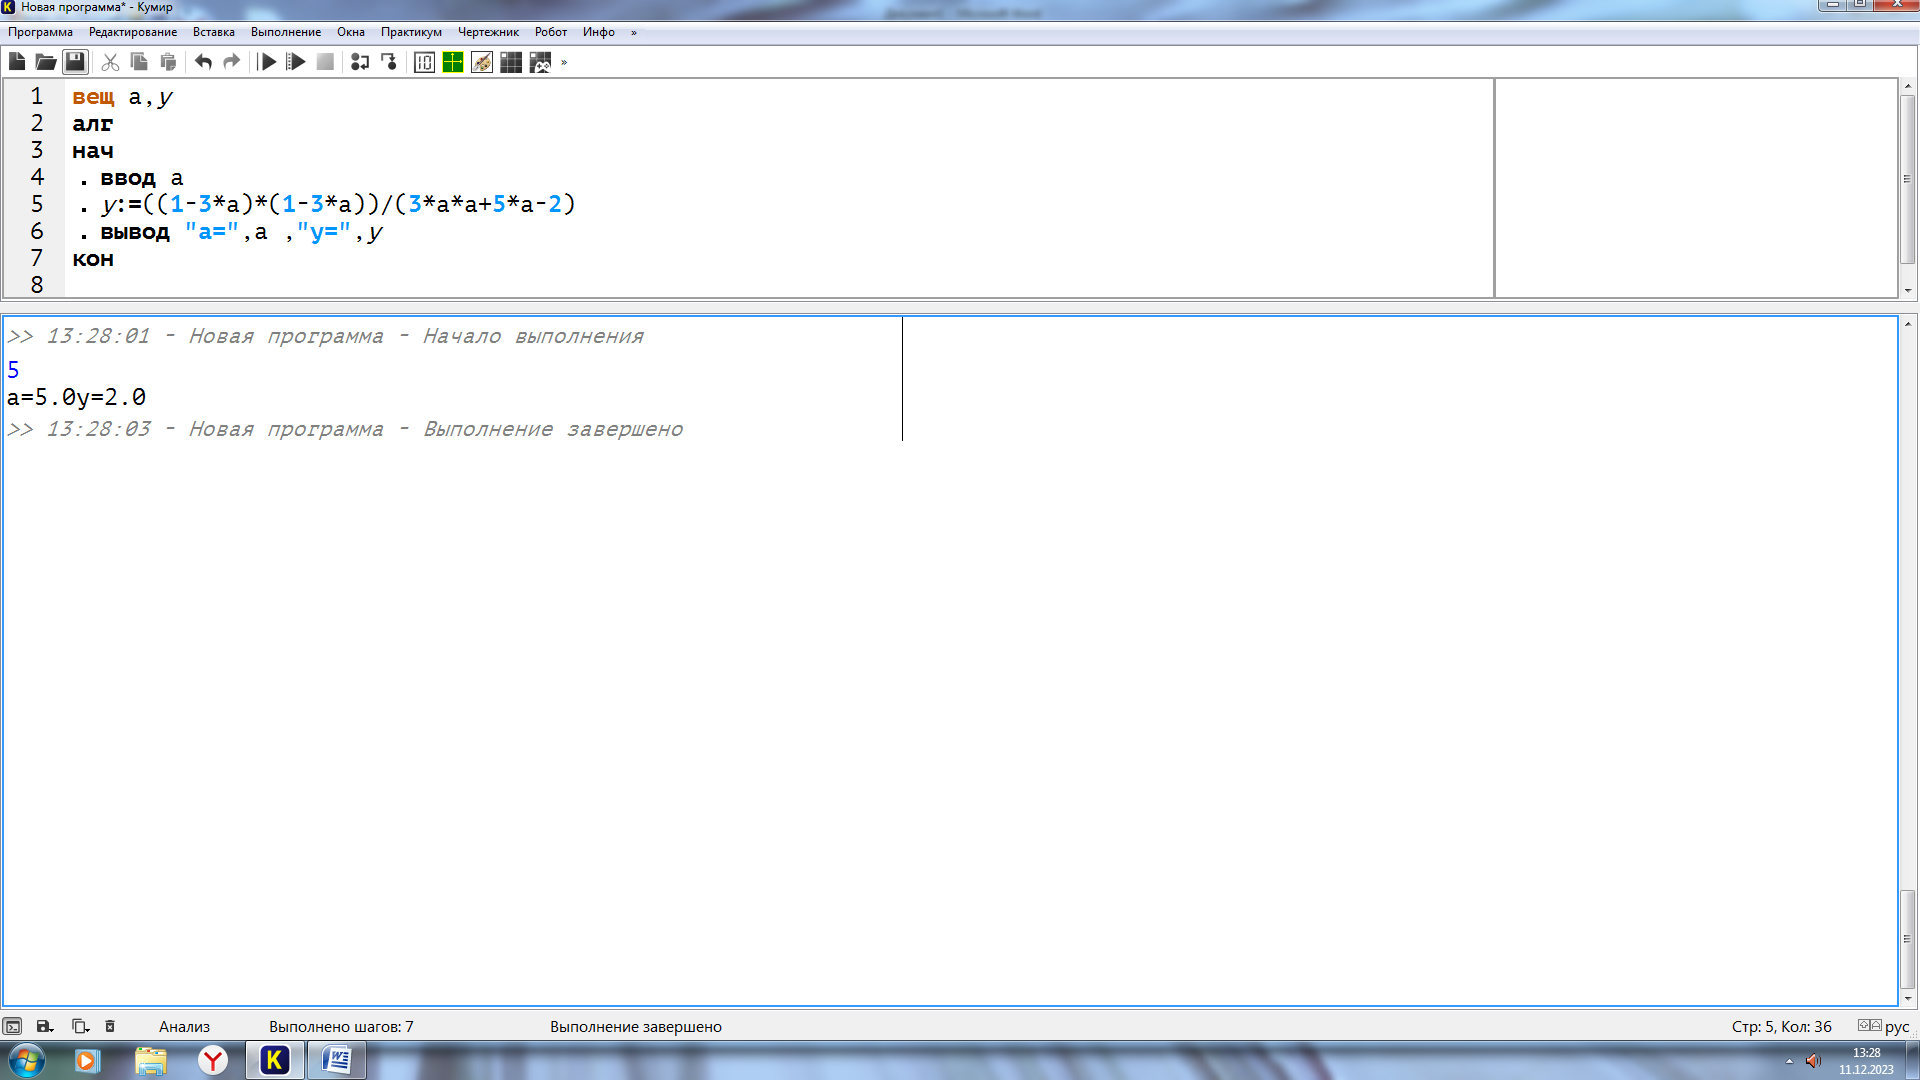 Новая программа* - Кумир
Программа Редактирование Вставка Выполнение Окна Практикум Чертежник Робот Инфо »
»
1 вещ a,y
2 алг
3 нач
4 . ввод a
5 . y:=((1-3*a)*(1-3*a))/(3*a*a+5*a-2)
6 . вывод "a=",a ,"y=",y
7 кон
8
>> 13:28:01 - Новая программа - Начало выполнения
5
a=5.0y=2.0
>> 13:28:03 - Новая программа - Выполнение завершено
Анализ Выполнено шагов: 7 Выполнение завершено Стр: 5, Кол: 36 рус
13:28
11.12.2023